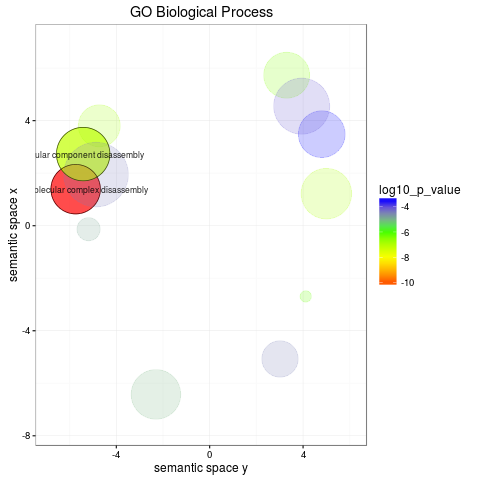 GO Biological Process
semantic space x
4
0
-4
-8
ular component disassembly
olecular complex disassembly
-4
0
4
semantic space y
log10_p_value
-4
-6
-8
-10